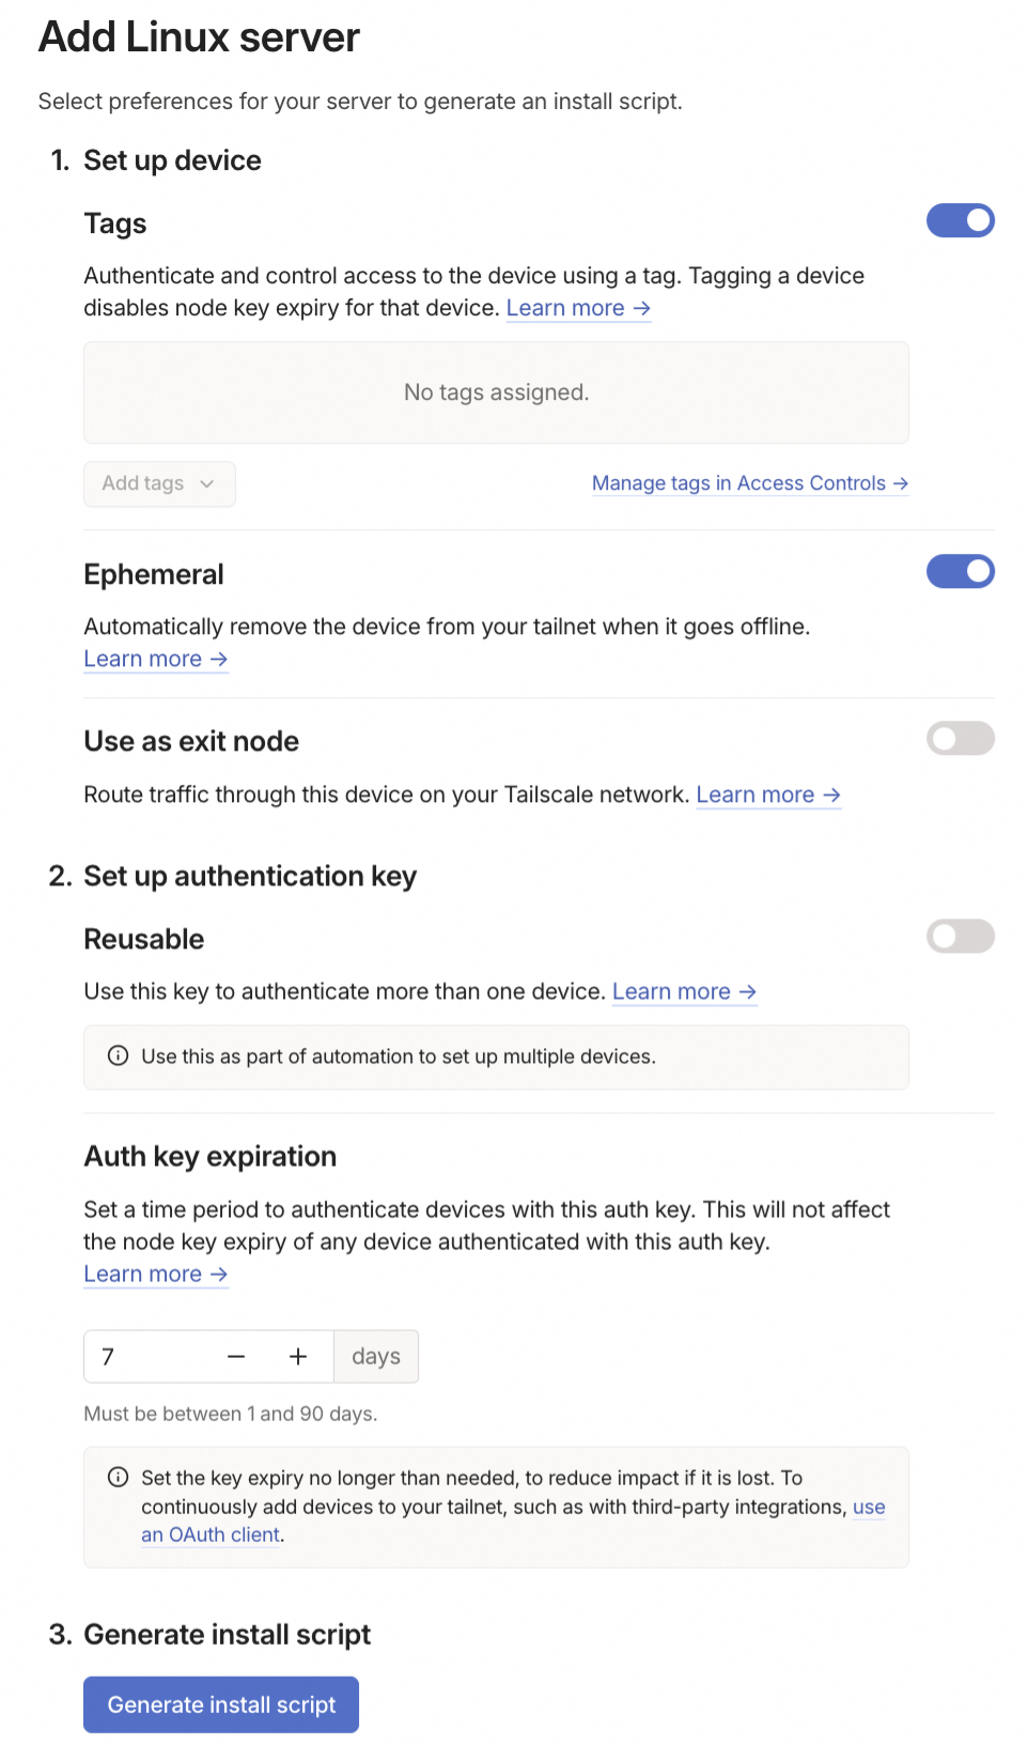 Add Linux server
Select preferences for your server to generate an install script.
1. Set up device
Tags
Authenticate and control access to the device using a tag. Tagging a device
disables node key expiry for that device. Learn more →
No tags assigned.
Add tags
Manage tags in Access Controls →
Ephemeral
Automatically remove the device from your tailnet when it goes offline.
Learn more →
Use as exit node
Route traffic through this device on your Tailscale network. Learn more →
2. Set up authentication key
Reusable
Use this key to authenticate more than one device. Learn more →
Use this as part of automation to set up multiple devices.
Auth key expiration
Set a time period to authenticate devices with this auth key. This will not affect
the node key expiry of any device authenticated with this auth key.
Learn more →
7 − + days
Must be between 1 and 90 days.
Set the key expiry no longer than needed, to reduce impact if it is lost. To
continuously add devices to your tailnet, such as with third-party integrations, use
an OAuth client.
3. Generate install script
Generate install script